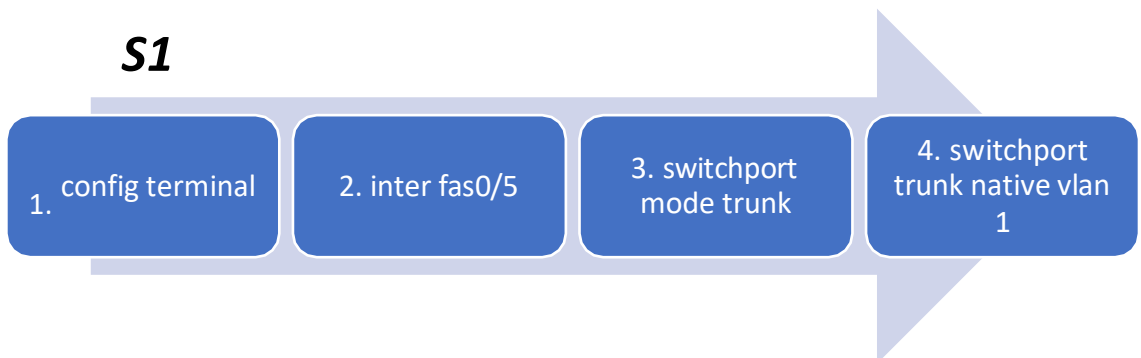 S1
1. config terminal
2. inter fas0/5
3. switchport
mode trunk
4. switchport
trunk native vlan
1